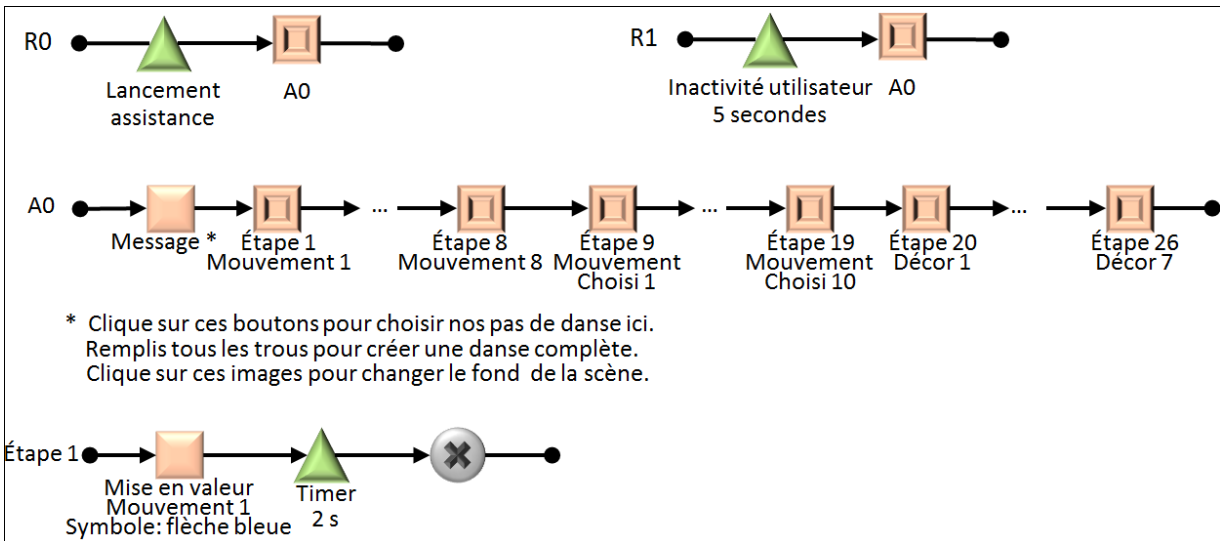 R0
Lancement
assistance
A0
R1
Inactivité utilisateur
5 secondes
A0
A0
Message *
Étape 1
Mouvement 1
...
Étape 8
Mouvement 8
Étape 9
Mouvement
Choisi 1
...
Étape 19
Mouvement
Choisi 10
Étape 20
Décor 1
...
Étape 26
Décor 7
* Clique sur ces boutons pour choisir nos pas de danse ici.
Remplis tous les trous pour créer une danse complète.
Clique sur ces images pour changer le fond de la scène.
Étape 1
Mise en valeur
Mouvement 1
Symbole: flèche bleue
Timer
2 s